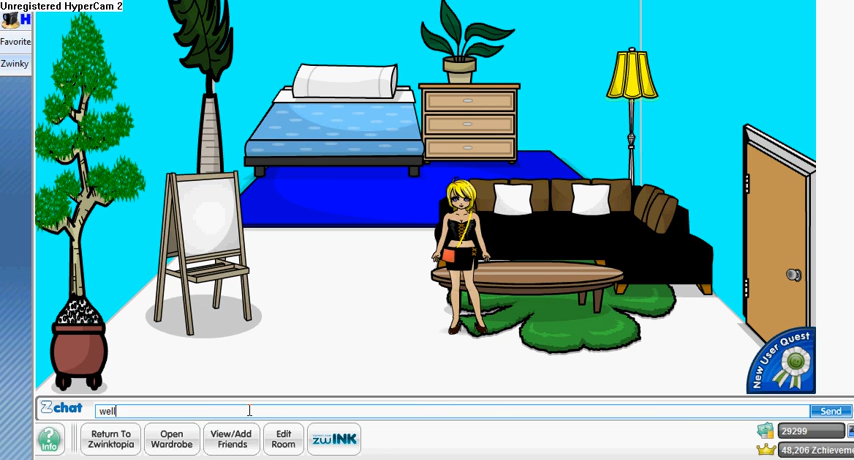 Unregistered HyperCam 2
H
Favorite
Zwinky
New User Quest
Zchat
well
Send
Info
Return To
Zwinktopia
Open
Wardrobe
View/Add
Friends
Edit
Room
zwINK
29299
48,206 Zchieveme